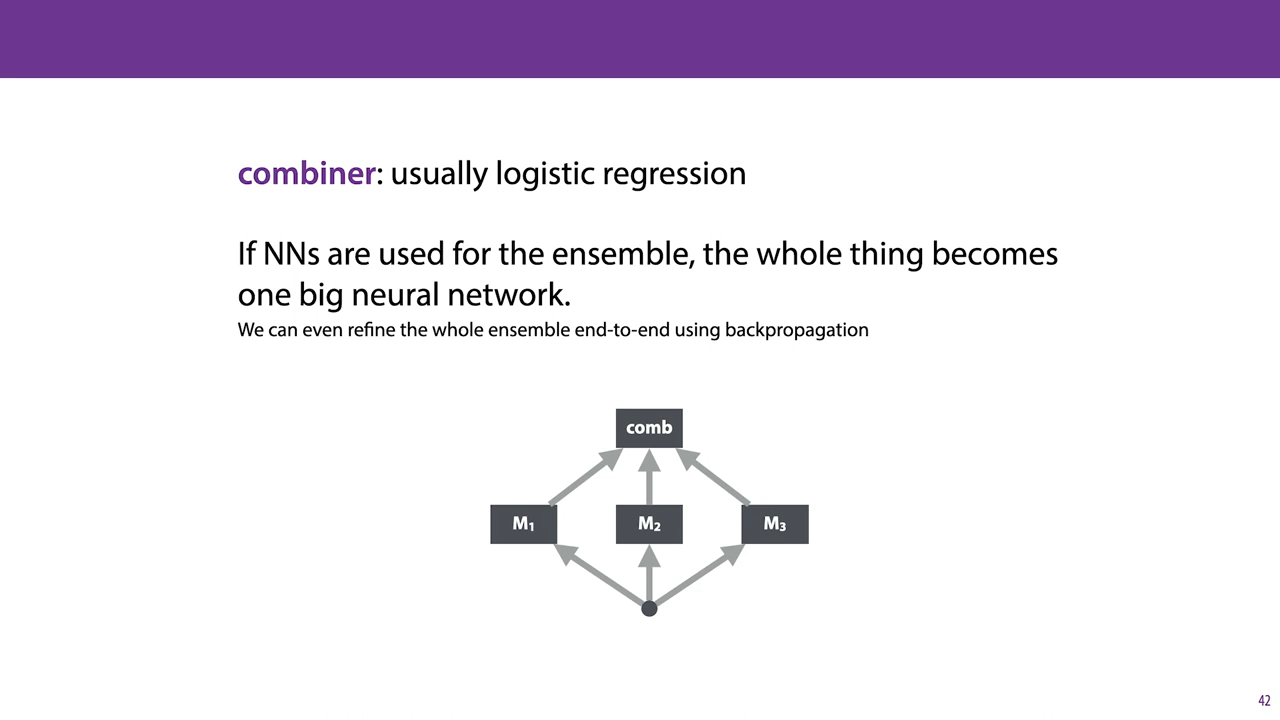 combiner: usually logistic regression
If NNs are used for the ensemble, the whole thing becomes
one big neural network.
We can even refine the whole ensemble end-to-end using backpropagation
comb
M₁ M₂ M₃
42